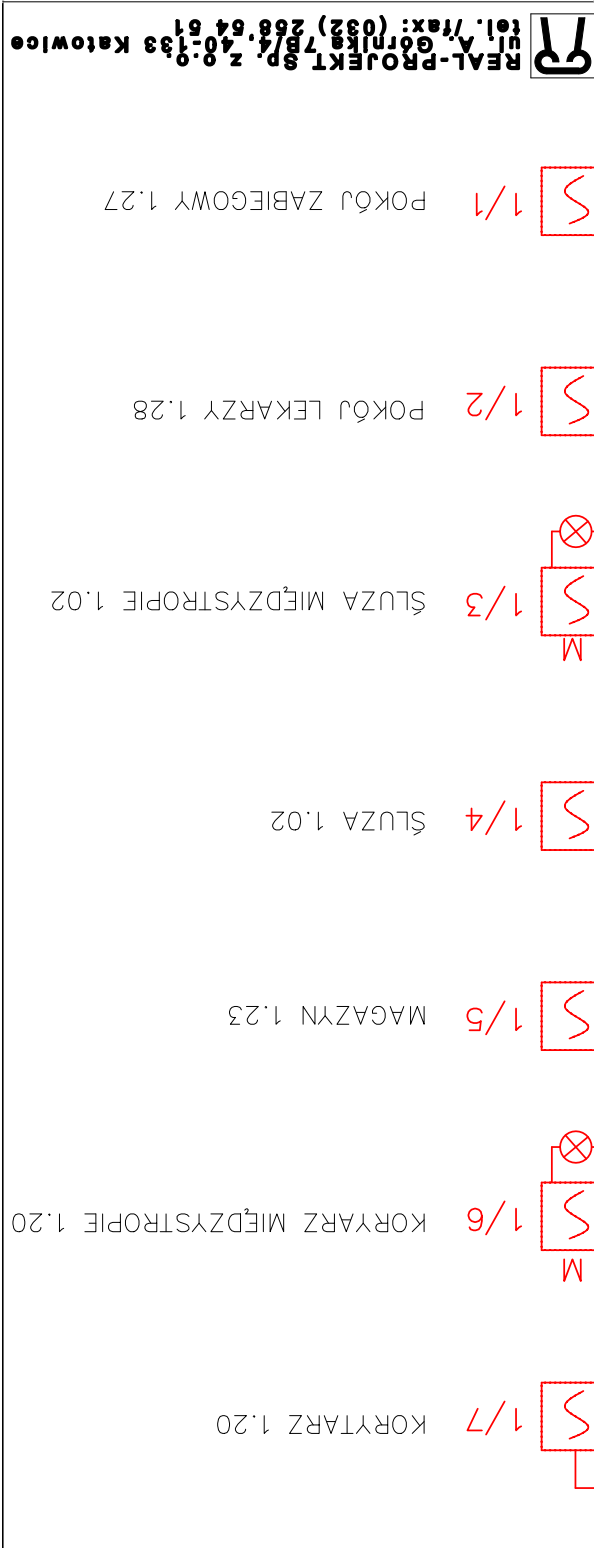 1/7 KORYTARZ 1.20
M
1/6 KORYARZ MIĘDZYSTROPIE 1.20
1/5 MAGAZYN 1.23
1/4 ŚLUZA 1.02
M
1/3 ŚLUZA MIĘDZYSTROPIE 1.02
1/2 POKÓJ LEKARZY 1.28
1/1 POKÓJ ZABIEGOWY 1.27
REAL-PROJEKT Sp. z o.o.
ul. A. Górnika 7B/4, 40-133 Katowice
tel. /fax: (032) 258 54 51